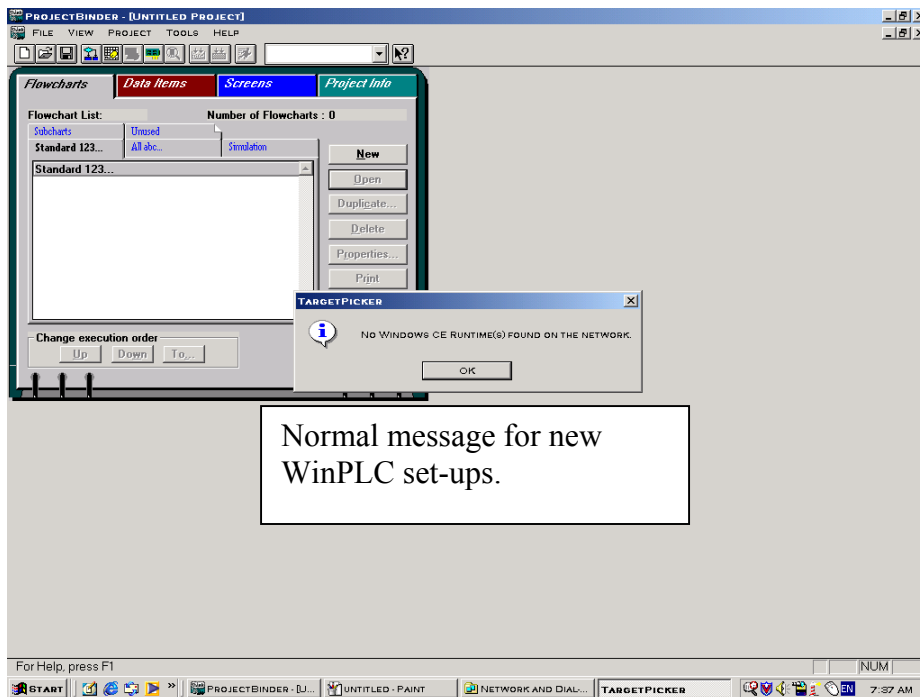 ProjectBinder - [Untitled Project]
File View Project Tools Help
Flowcharts Data Items Screens Project Info
Flowchart List: Number of Flowcharts : 0
Subcharts Unused
Standard 123... All abc... Simulation
Standard 123...
New
Open
Duplicate...
Delete
Properties...
Print
TargetPicker
No Windows CE Runtime(s) found on the network.
OK
Change execution order
Up Down To...
Normal message for new
WinPLC set-ups.
For Help, press F1 NUM
Start » ProjectBinder - [U... untitled - Paint Network and Dial-... TargetPicker EN 7:37 AM